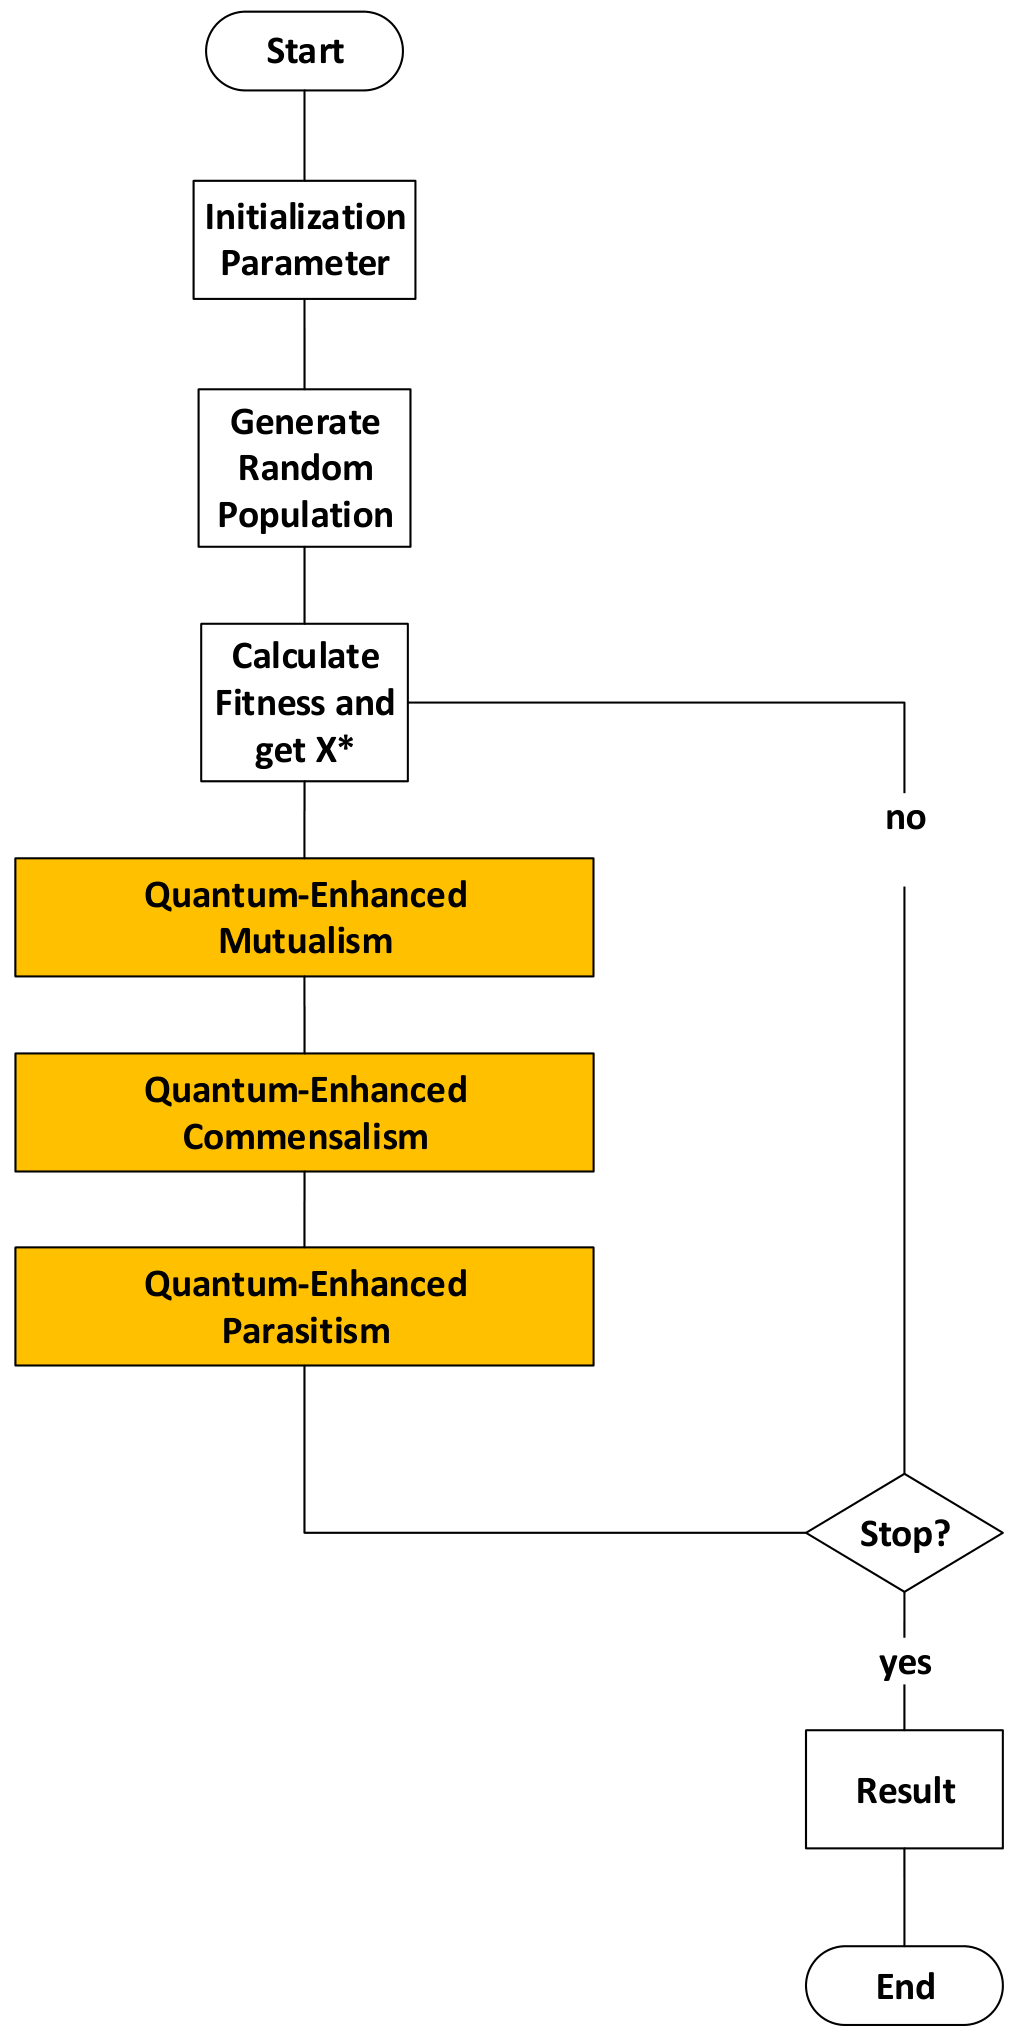 Start
Initialization
Parameter
Generate
Random
Population
Calculate
Fitness and
get X*
no
Quantum-Enhanced
Mutualism
Quantum-Enhanced
Commensalism
Quantum-Enhanced
Parasitism
Stop?
yes
Result
End